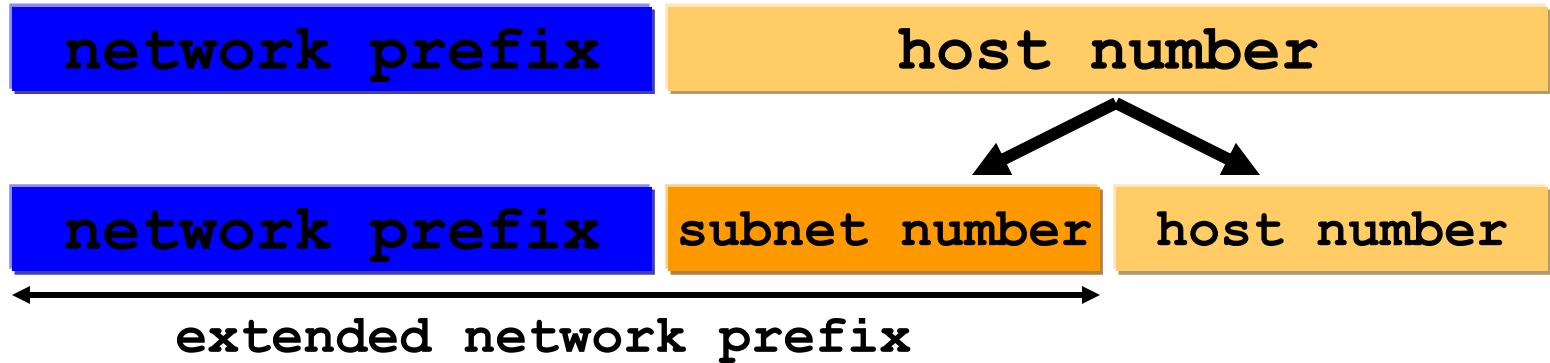 network prefix host number
network prefix subnet number host number
extended network prefix